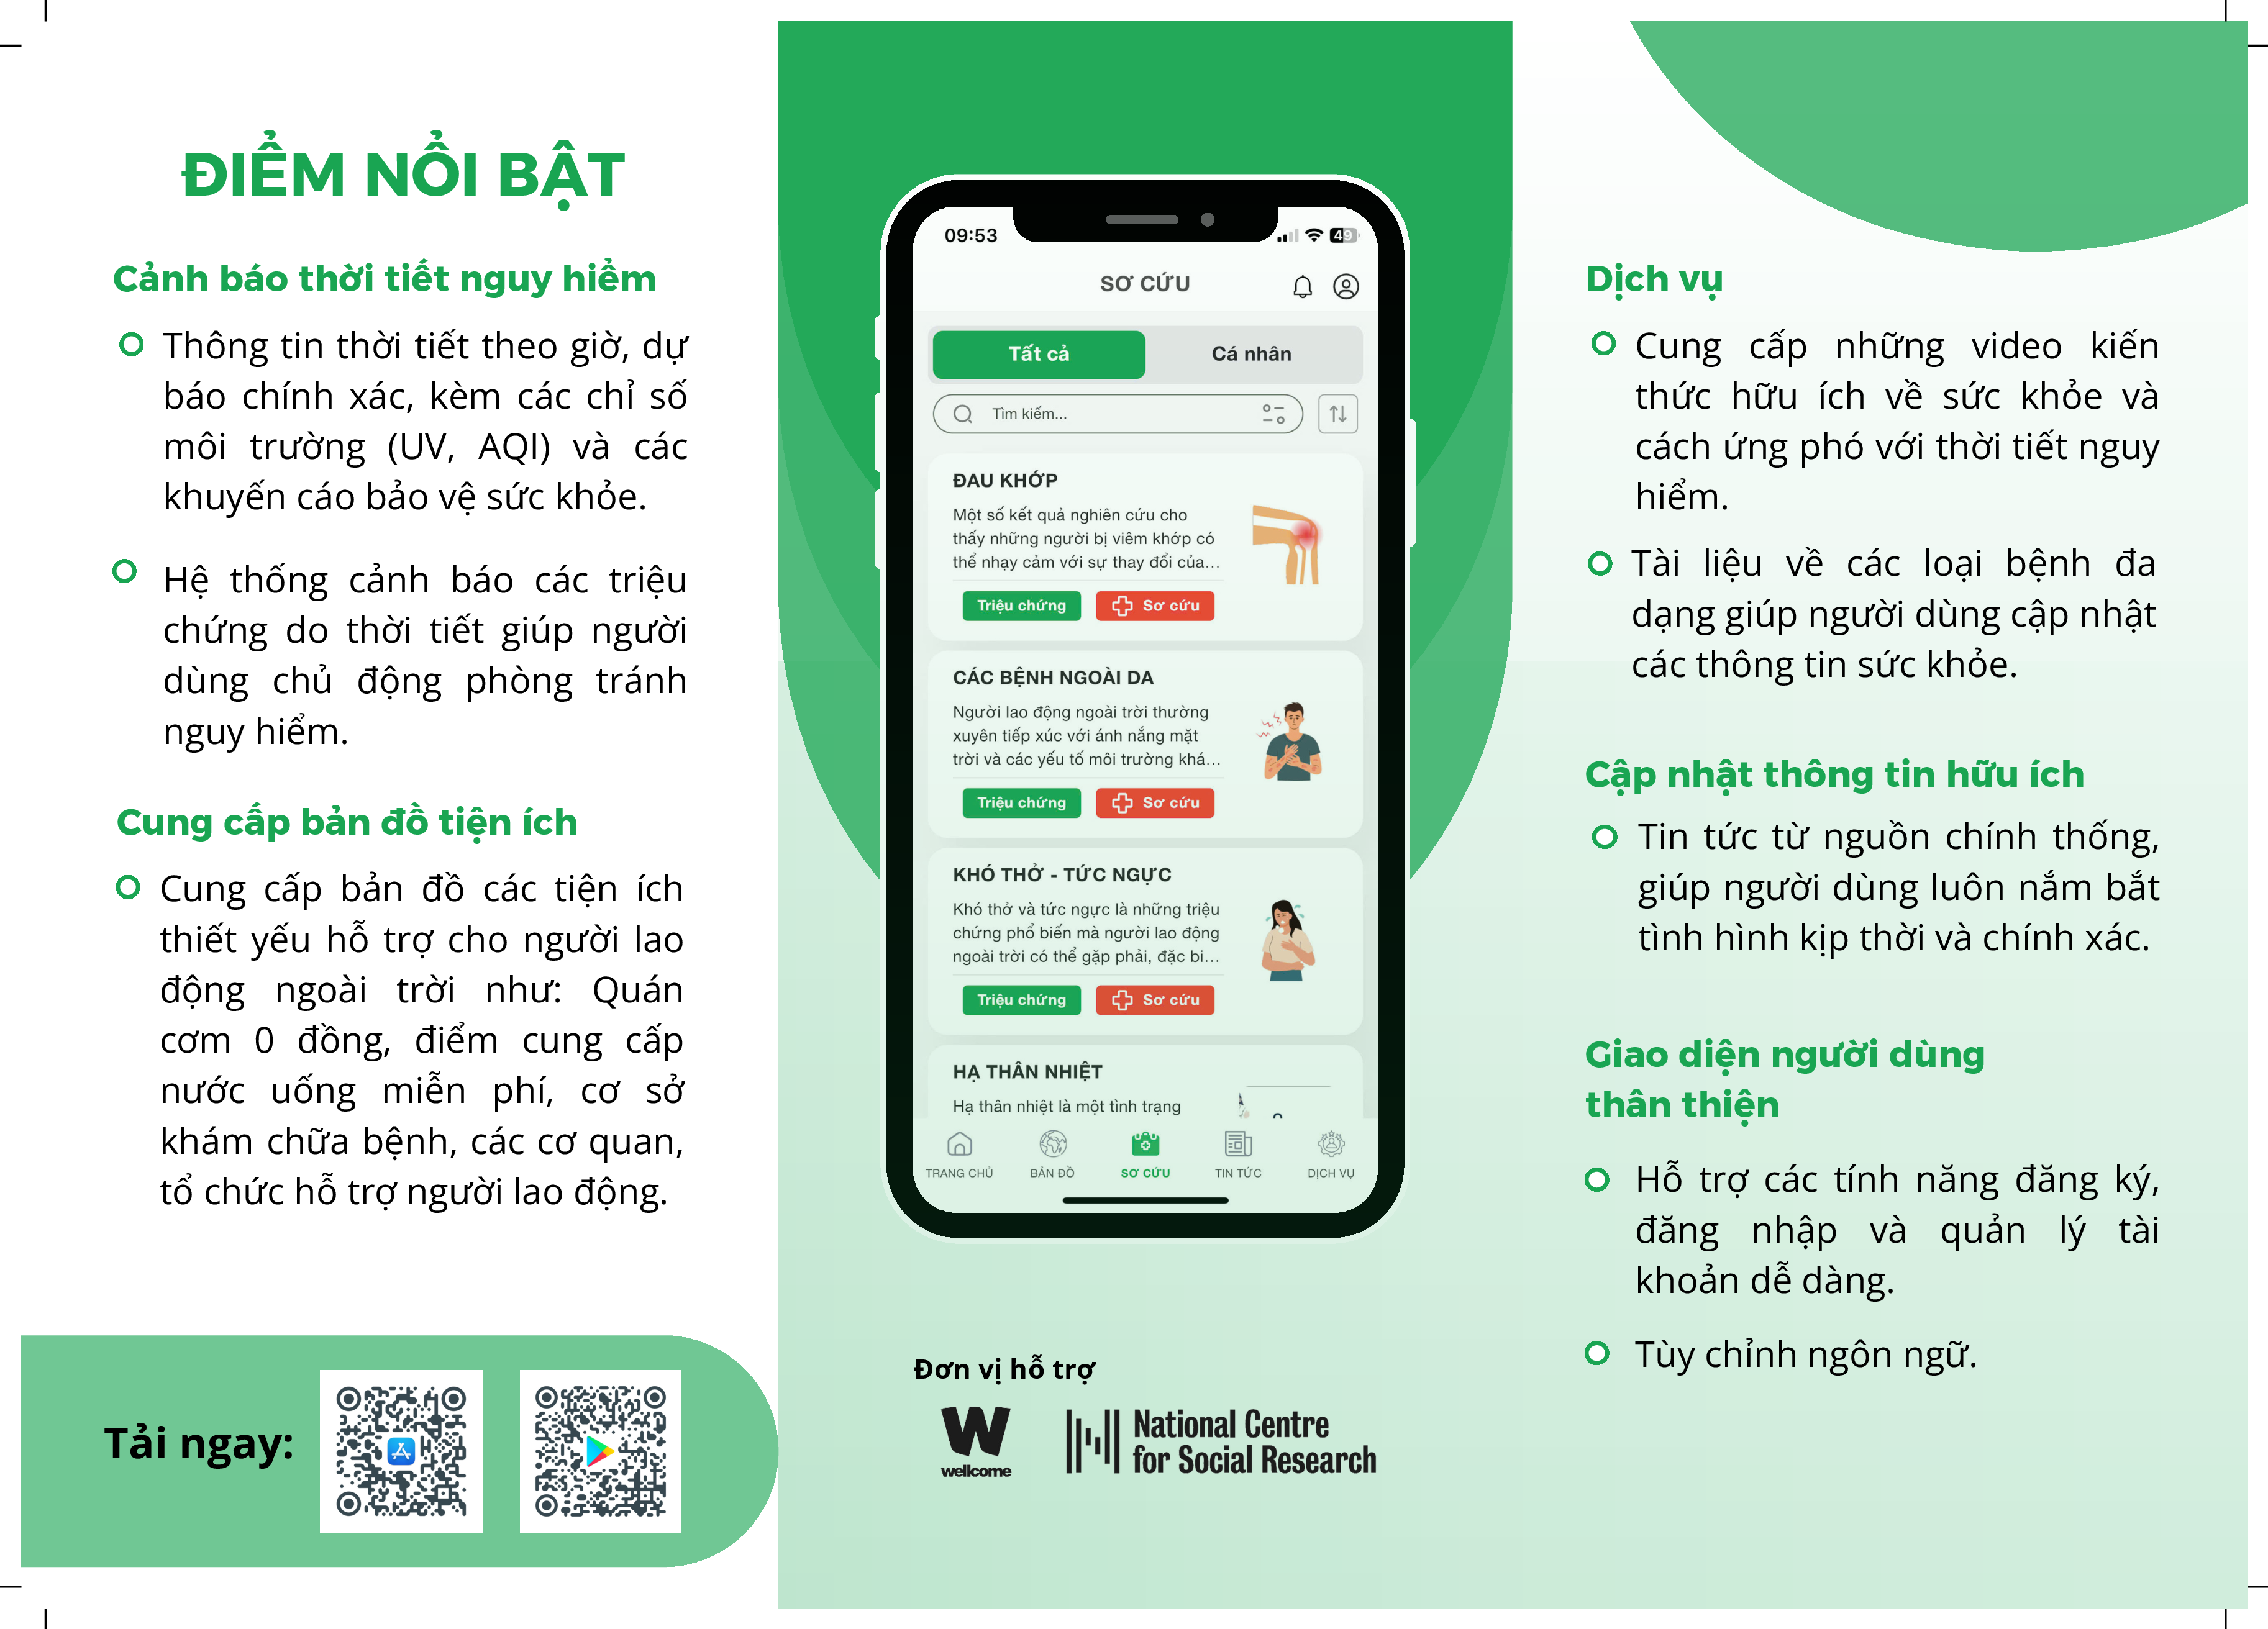 ĐIỂM NỔI BẬT
Cảnh báo thời tiết nguy hiểm
Thông tin thời tiết theo giờ, dự
báo chính xác, kèm các chỉ số
môi trường (UV, AQI) và các
khuyến cáo bảo vệ sức khỏe.
Hệ thống cảnh báo các triệu
chứng do thời tiết giúp người
dùng chủ động phòng tránh
nguy hiểm.
Cung cấp bản đồ tiện ích
Cung cấp bản đồ các tiện ích
thiết yếu hỗ trợ cho người lao
động ngoài trời như: Quán
cơm 0 đồng, điểm cung cấp
nước uống miễn phí, cơ sở
khám chữa bệnh, các cơ quan,
tổ chức hỗ trợ người lao động.
Tải ngay:
09:53
49
SƠ CỨU
Tất cả
Cá nhân
Tìm kiếm...
ĐAU KHỚP
Một số kết quả nghiên cứu cho
thấy những người bị viêm khớp có
thể nhạy cảm với sự thay đổi của...
Triệu chứng
Sơ cứu
CÁC BỆNH NGOÀI DA
Người lao động ngoài trời thường
xuyên tiếp xúc với ánh nắng mặt
trời và các yếu tố môi trường khá...
Triệu chứng
Sơ cứu
KHÓ THỞ - TỨC NGỰC
Khó thở và tức ngực là những triệu
chứng phổ biến mà người lao động
ngoài trời có thể gặp phải, đặc bi...
Triệu chứng
Sơ cứu
HẠ THÂN NHIỆT
Hạ thân nhiệt là một tình trạng
TRANG CHỦ
BẢN ĐỒ
SƠ CỨU
TIN TỨC
DỊCH VỤ
Đơn vị hỗ trợ
W
wellcome
National Centre
for Social Research
Dịch vụ
Cung cấp những video kiến
thức hữu ích về sức khỏe và
cách ứng phó với thời tiết nguy
hiểm.
Tài liệu về các loại bệnh đa
dạng giúp người dùng cập nhật
các thông tin sức khỏe.
Cập nhật thông tin hữu ích
Tin tức từ nguồn chính thống,
giúp người dùng luôn nắm bắt
tình hình kịp thời và chính xác.
Giao diện người dùng
thân thiện
Hỗ trợ các tính năng đăng ký,
đăng nhập và quản lý tài
khoản dễ dàng.
Tùy chỉnh ngôn ngữ.